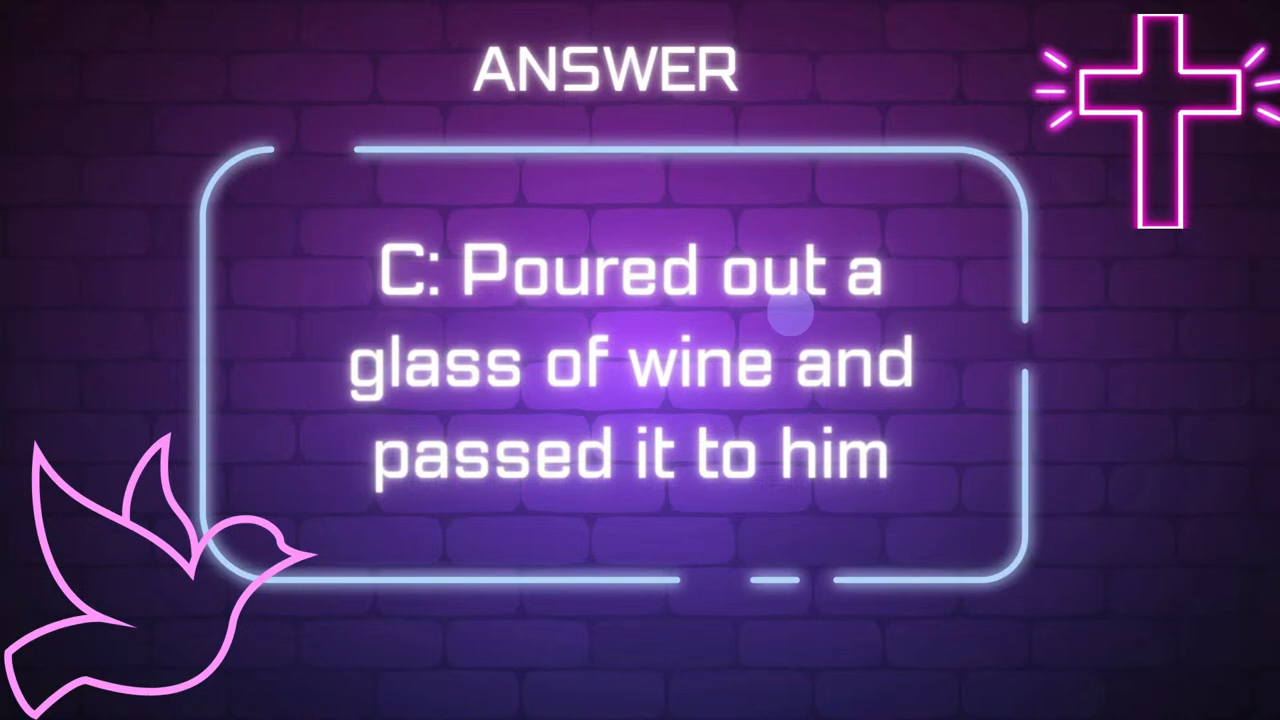 ANSWER
C: Poured out a
glass of wine and
passed it to him